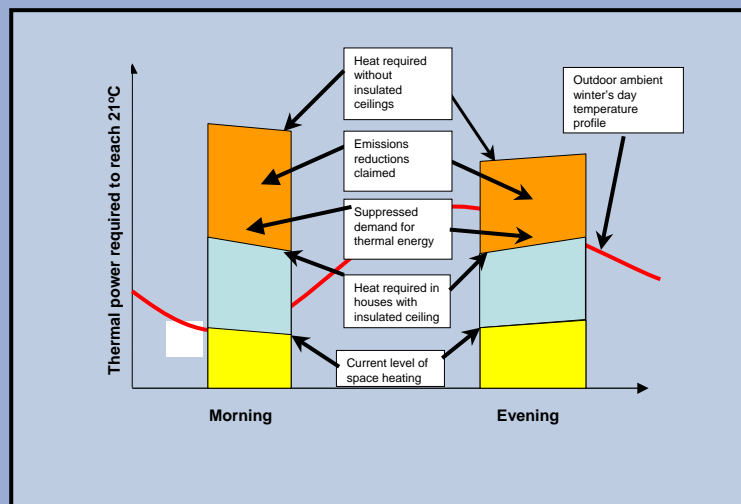 Thermal power required to reach 21ºC
Heat required
without
insulated
ceilings
Outdoor ambient
winter's day
temperature
profile
Emissions
reductions
claimed
Suppressed
demand for
thermal energy
Heat required in
houses with
insulated ceiling
Current level of
space heating
Morning
Evening